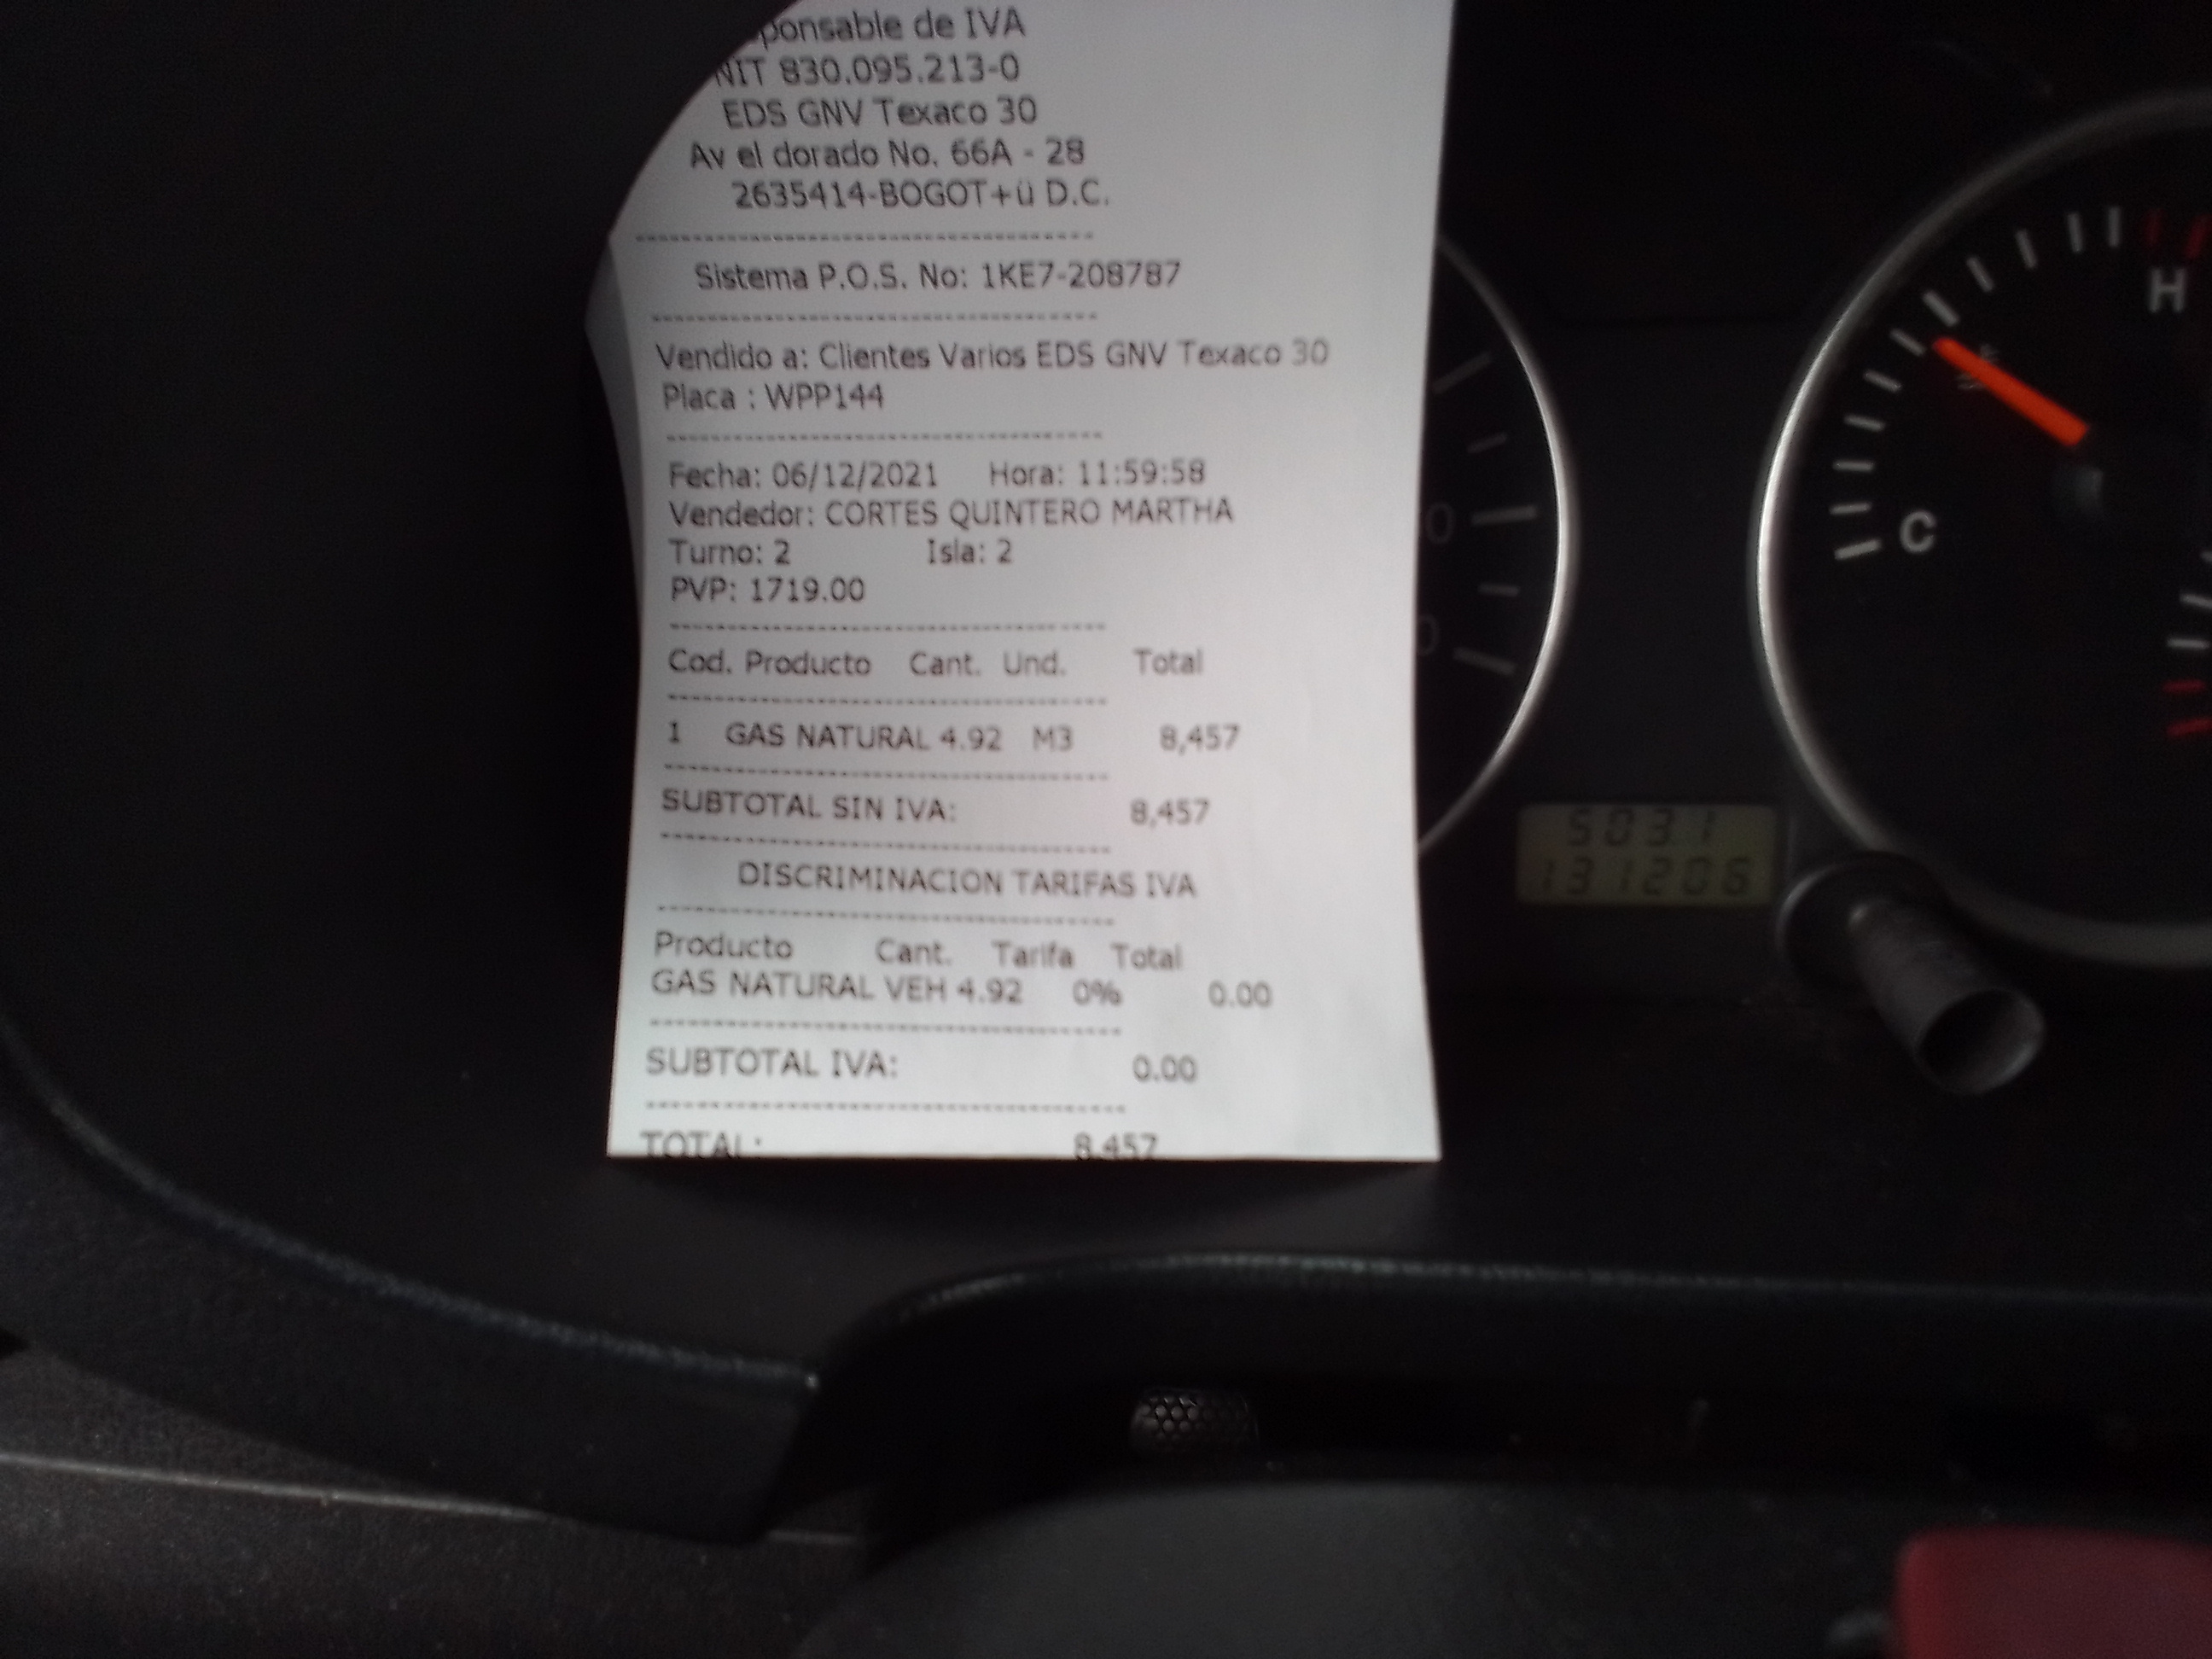 ponsable de IVA
NIT 830.095.213-0
EDS GNV Texaco 30
Av el dorado No. 66A - 28
2635414-BOGOT+ü D.C.
Sistema P.O.S. No: 1KE7-208787
Vendido a: Clientes Varios EDS GNV Texaco 30
Placa : WPP144
Fecha: 06/12/2021 Hora: 11:59:58
Vendedor: CORTES QUINTERO MARTHA
Turno: 2 Isla: 2
PVP: 1719.00
Cod. Producto Cant. Und. Total
1 GAS NATURAL 4.92 M3 8,457
SUBTOTAL SIN IVA: 8,457
DISCRIMINACION TARIFAS IVA
Producto Cant. Tarifa Total
GAS NATURAL VEH 4.92 0% 0.00
SUBTOTAL IVA: 0.00
TOTAL: 8,457
H
C
503.1
131206